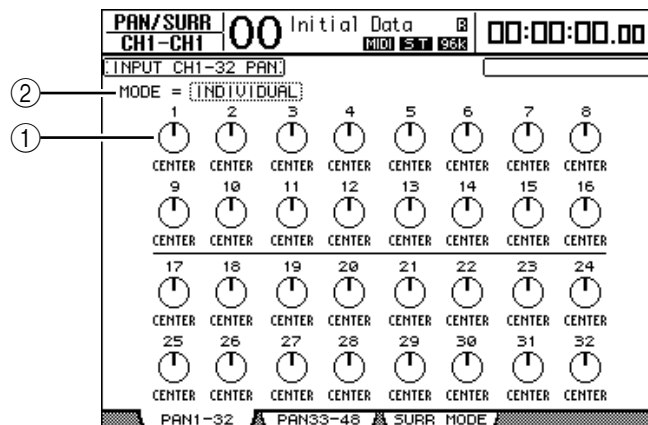 PAN/SURR
CH1-CH1
00 Initial Data R
MIDI S T 96K
00:00:00.00
INPUT CH1-32 PAN
② MODE = INDIVIDUAL
1 2 3 4 5 6 7 8
①
CENTER CENTER CENTER CENTER CENTER CENTER CENTER CENTER
9 10 11 12 13 14 15 16
CENTER CENTER CENTER CENTER CENTER CENTER CENTER CENTER
17 18 19 20 21 22 23 24
CENTER CENTER CENTER CENTER CENTER CENTER CENTER CENTER
25 26 27 28 29 30 31 32
CENTER CENTER CENTER CENTER CENTER CENTER CENTER CENTER
PAN1-32 PAN33-48 SURR MODE